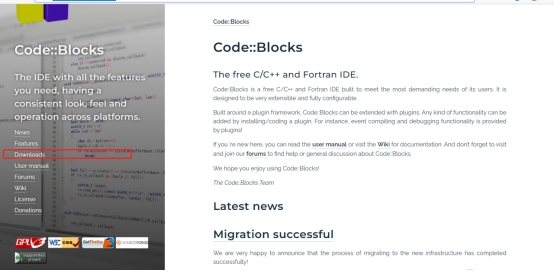 Code::Blocks
The IDE with all the features
you need, having a
consistent look, feel and
operation across platforms.
News
Features
Downloads
User manual
Forums
Wiki
License
Donations
Code::Blocks
Code::Blocks
The free C/C++ and Fortran IDE.
Code::Blocks is a free C/C++ and Fortran IDE built to meet the most demanding needs of its users. It is
designed to be very extensible and fully configurable.
Built around a plugin framework, Code::Blocks can be extended with plugins. Any kind of functionality can be
added by installing/coding a plugin. For instance, event compiling and debugging functionality is provided
by plugins!
If you're new here, you can read the user manual or visit the Wiki for documentation. And don't forget to visit
and join our forums to find help or general discussion about Code::Blocks.
We hope you enjoy using Code::Blocks!
The Code::Blocks Team
Latest news
Migration successful
We are very happy to announce that the process of migrating to the new infrastructure has completed
successfully!